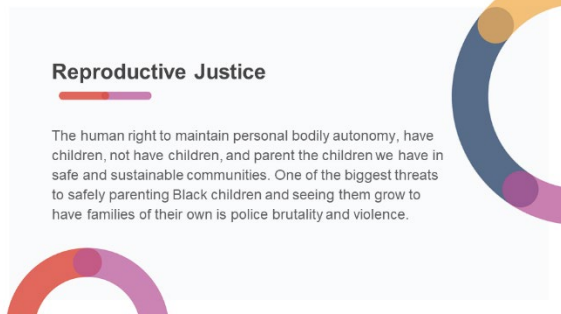 Reproductive Justice
The human right to maintain personal bodily autonomy, have
children, not have children, and parent the children we have in
safe and sustainable communities. One of the biggest threats
to safely parenting Black children and seeing them grow to
have families of their own is police brutality and violence.